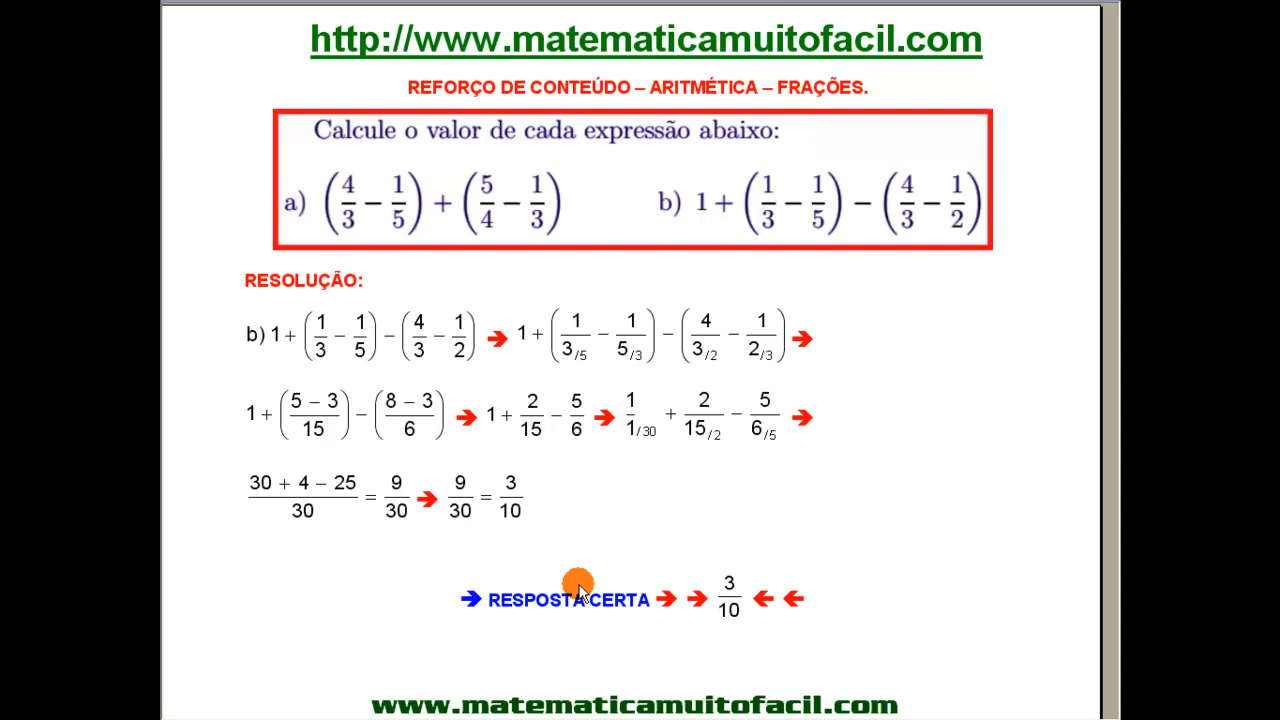 http://www.matematicamuitofacil.com
REFORÇO DE CONTEÚDO – ARITMÉTICA – FRAÇÕES.
Calcule o valor de cada expressão abaixo:
a) (4/3 − 1/5) + (5/4 − 1/3) b) 1 + (1/3 − 1/5) − (4/3 − 1/2)
RESOLUÇÃO:
b) 1 + (1/3 − 1/5) − (4/3 − 1/2) ➔ 1 + (1/3 /5 − 1/5 /3) − (4/3 /2 − 1/2 /3) ➔
1 + ((5 − 3)/15) − ((8 − 3)/6) ➔ 1 + 2/15 − 5/6 ➔ 1/1 /30 + 2/15 /2 − 5/6 /5 ➔
(30 + 4 − 25)/30 = 9/30 ➔ 9/30 = 3/10
➔ RESPOSTA CERTA ➔ ➔ 3/10 ← ←
www.matematicamuitofacil.com